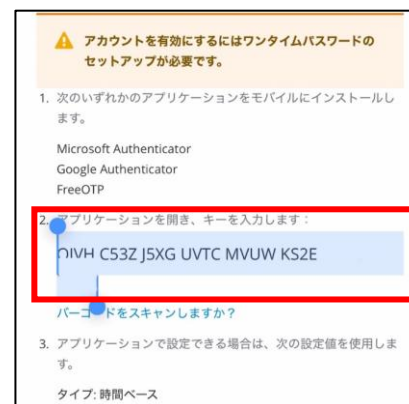 アカウントを有効にするにはワンタイムパスワードの
セットアップが必要です。
1. 次のいずれかのアプリケーションをモバイルにインストールし
ます。
Microsoft Authenticator
Google Authenticator
FreeOTP
2. アプリケーションを開き、キーを入力します：
C53Z J5XG UVTC MVUW KS2E
バーコードをスキャンしますか？
3. アプリケーションで設定できる場合は、次の設定値を使用しま
す。
タイプ: 時間ベース